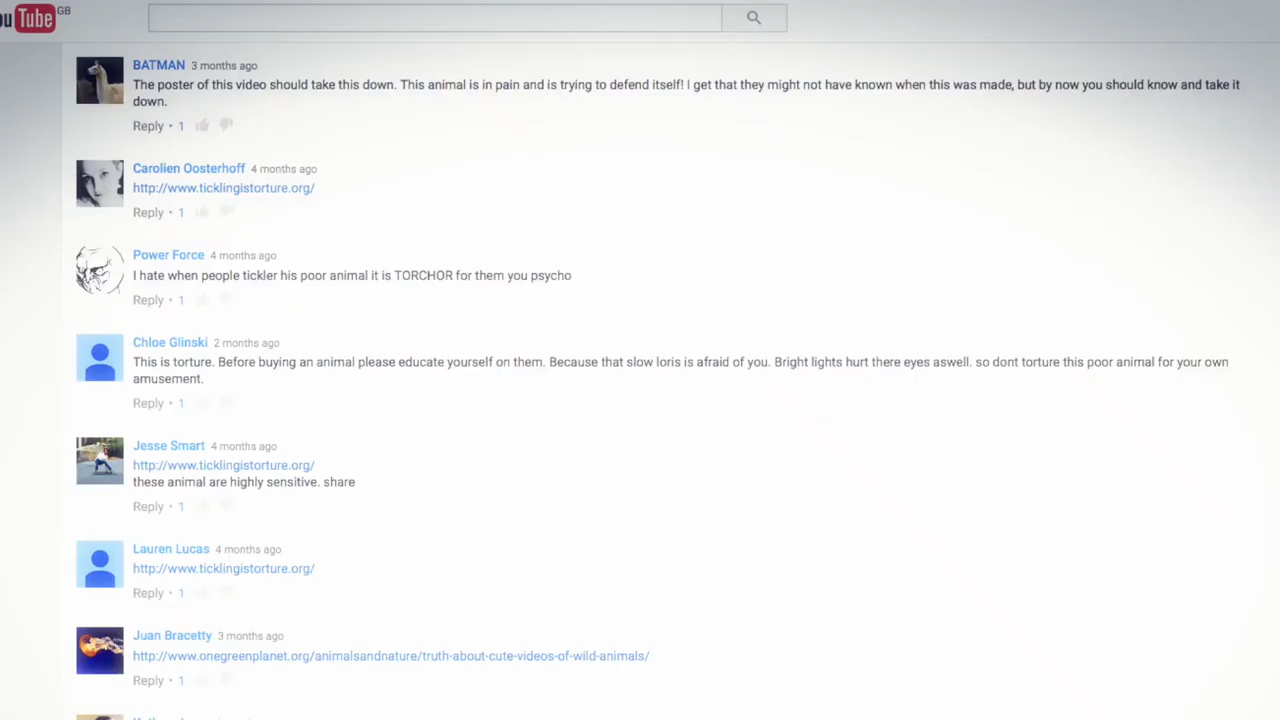 ouTube GB
BATMAN 3 months ago
The poster of this video should take this down. This animal is in pain and is trying to defend itself! I get that they might not have known when this was made, but by now you should know and take it
down.
Reply • 1
Carolien Oosterhoff 4 months ago
http://www.ticklingistorture.org/
Reply • 1
Power Force 4 months ago
I hate when people tickler his poor animal it is TORCHOR for them you psycho
Reply • 1
Chloe Glinski 2 months ago
This is torture. Before buying an animal please educate yourself on them. Because that slow loris is afraid of you. Bright lights hurt there eyes aswell. so dont torture this poor animal for your own
amusement.
Reply • 1
Jesse Smart 4 months ago
http://www.ticklingistorture.org/
these animal are highly sensitive. share
Reply • 1
Lauren Lucas 4 months ago
http://www.ticklingistorture.org/
Reply • 1
Juan Bracetty 3 months ago
http://www.onegreenplanet.org/animalsandnature/truth-about-cute-videos-of-wild-animals/
Reply • 1